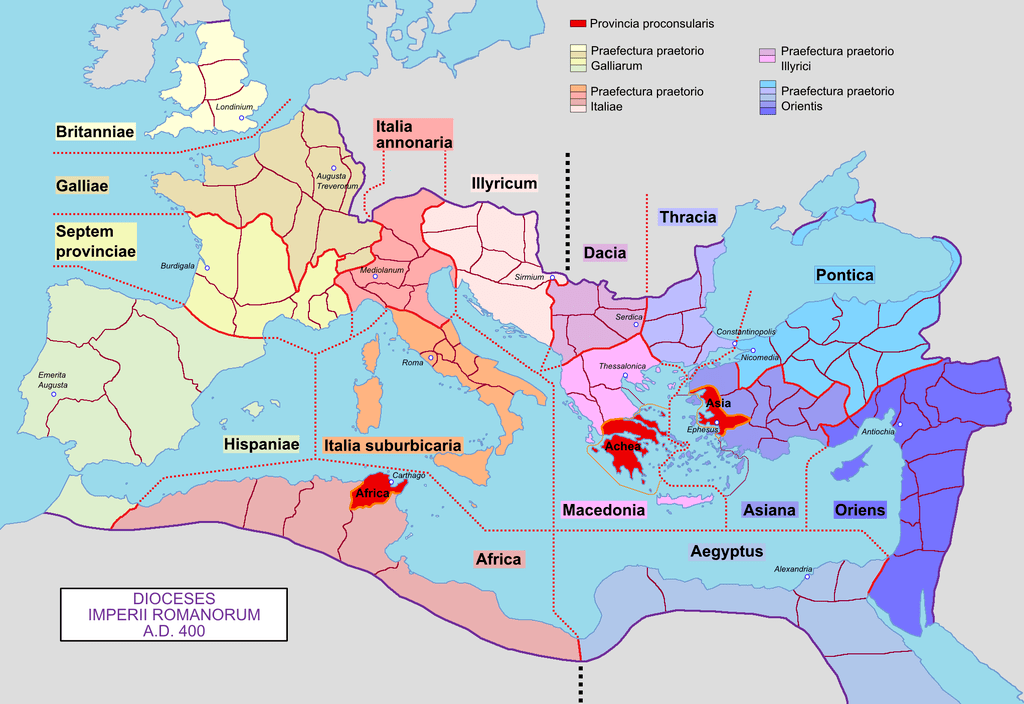 Provincia proconsularis
Praefectura praetorio
Galliarum
Praefectura praetorio
Illyrici
Praefectura praetorio
Italiae
Praefectura praetorio
Orientis
Londinium
Britanniae
Italia
annonaria
Galliae
Augusta
Treverorum
Illyricum
Thracia
Septem
provinciae
Burdigala
Mediolanum
Sirmium
Dacia
Pontica
Serdica
Constantinopolis
Nicomedia
Roma
Thessalonica
Emerita
Augusta
Asia
Ephesus
Antiochia
Hispaniae
Italia suburbicaria
Achea
Carthago
Africa
Macedonia
Asiana
Oriens
Africa
Aegyptus
Alexandria
DIOCESES
IMPERII ROMANORUM
A.D. 400